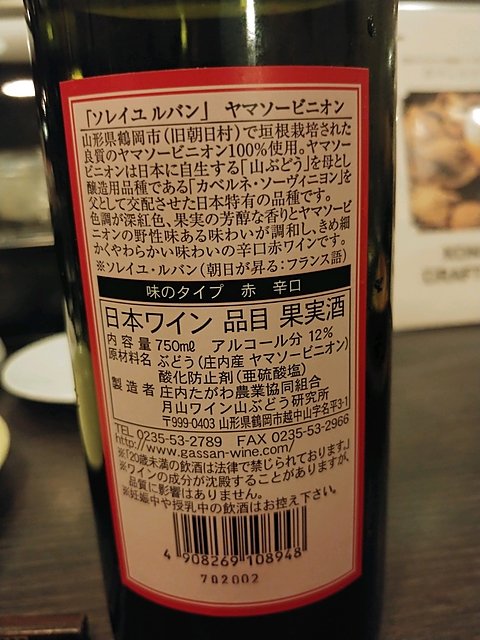 「ソレイユ ルバン」 ヤマソービニオン
山形県鶴岡市(旧朝日村)で垣根栽培された
良質のヤマソービニオン100%使用。ヤマソー
ビニオンは日本に自生する「山ぶどう」を母とし
醸造用品種である「カベルネ・ソーヴィニヨン」を
父として交配させた日本特有の品種です。
色調が深紅色、果実の芳醇な香りとヤマソービ
ニオンの野性味ある味わいが調和し、きめ細
かくやわらかい味わいの辛口赤ワインです。
※ソレイユ・ルバン(朝日が昇る:フランス語)
味のタイプ 赤 辛口
日本ワイン 品目 果実酒
内容量 750mℓ アルコール分 12%
原材料名 ぶどう(庄内産 ヤマソービニオン)
酸化防止剤(亜硫酸塩)
製造者 庄内たがわ農業協同組合
月山ワイン山ぶどう研究所
〒999-0403 山形県鶴岡市越中山字名平3-1
TEL 0235-53-2789 FAX 0235-53-2966
http://www.gassan-wine.com/
※「20歳未満の飲酒は法律で禁じられております。」
※ワインの成分が沈殿することがありますが、
品質に影響はありません。
※妊娠中や授乳中の飲酒はお控え下さい。
4 908269 108948
702002